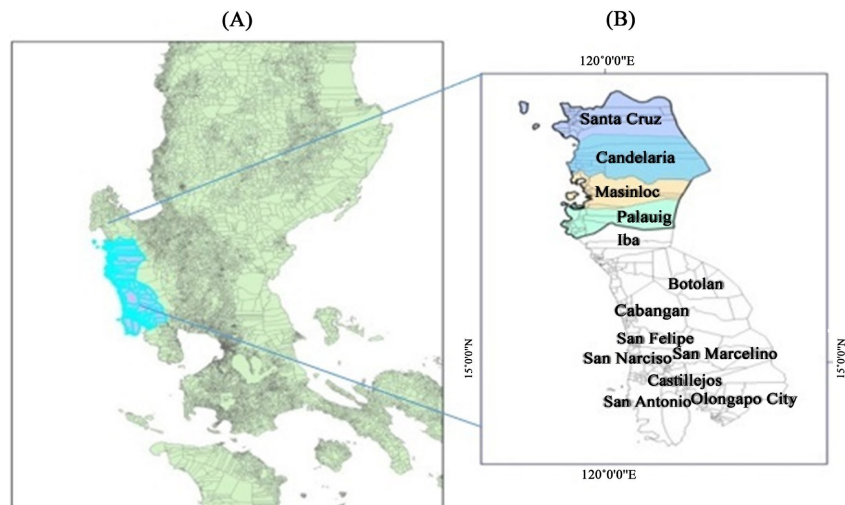 (A)
(B)
120°0'0"E
Santa Cruz
Candelaria
Masinloc
Palauig
Iba
Botolan
Cabangan
San Felipe
San Narciso San Marcelino
Castillejos
San Antonio Olongapo City
15°0'0"N
15°0'0"N
120°0'0"E